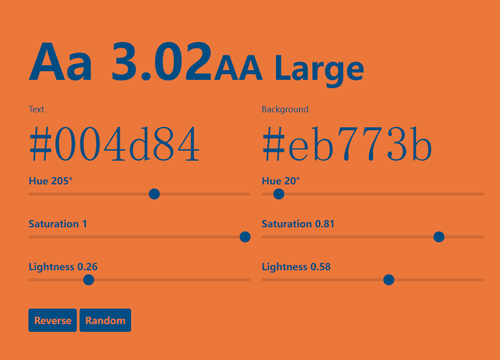 Aa 3.02AA Large
Text Background
#004d84 #eb773b
Hue 205° Hue 20°
Saturation 1 Saturation 0.81
Lightness 0.26 Lightness 0.58
Reverse Random